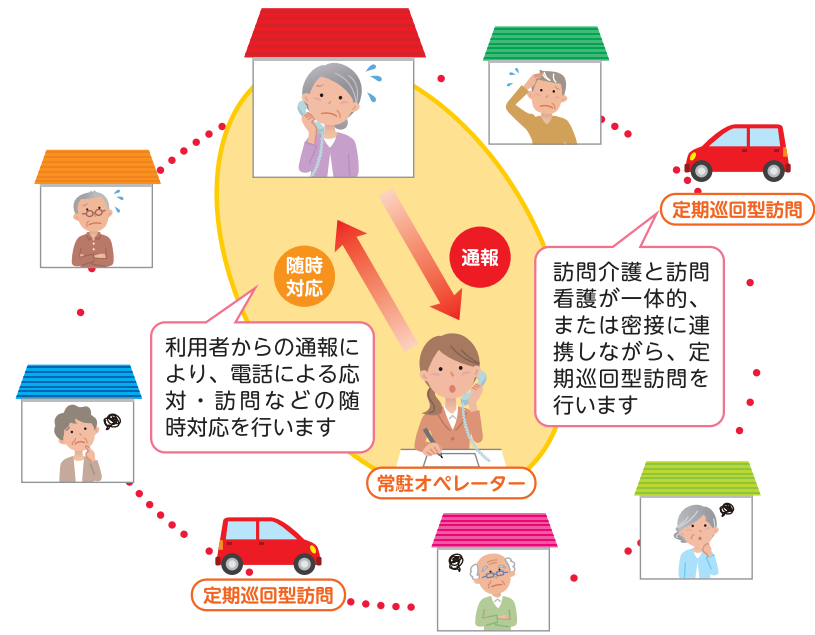 定期巡回型訪問
通報
随時
対応
訪問介護と訪問
看護が一体的、
または密接に連
携しながら、定
期巡回型訪問を
行います
利用者からの通報に
より、電話による応
対・訪問などの随
時対応を行います
常駐オペレーター
定期巡回型訪問